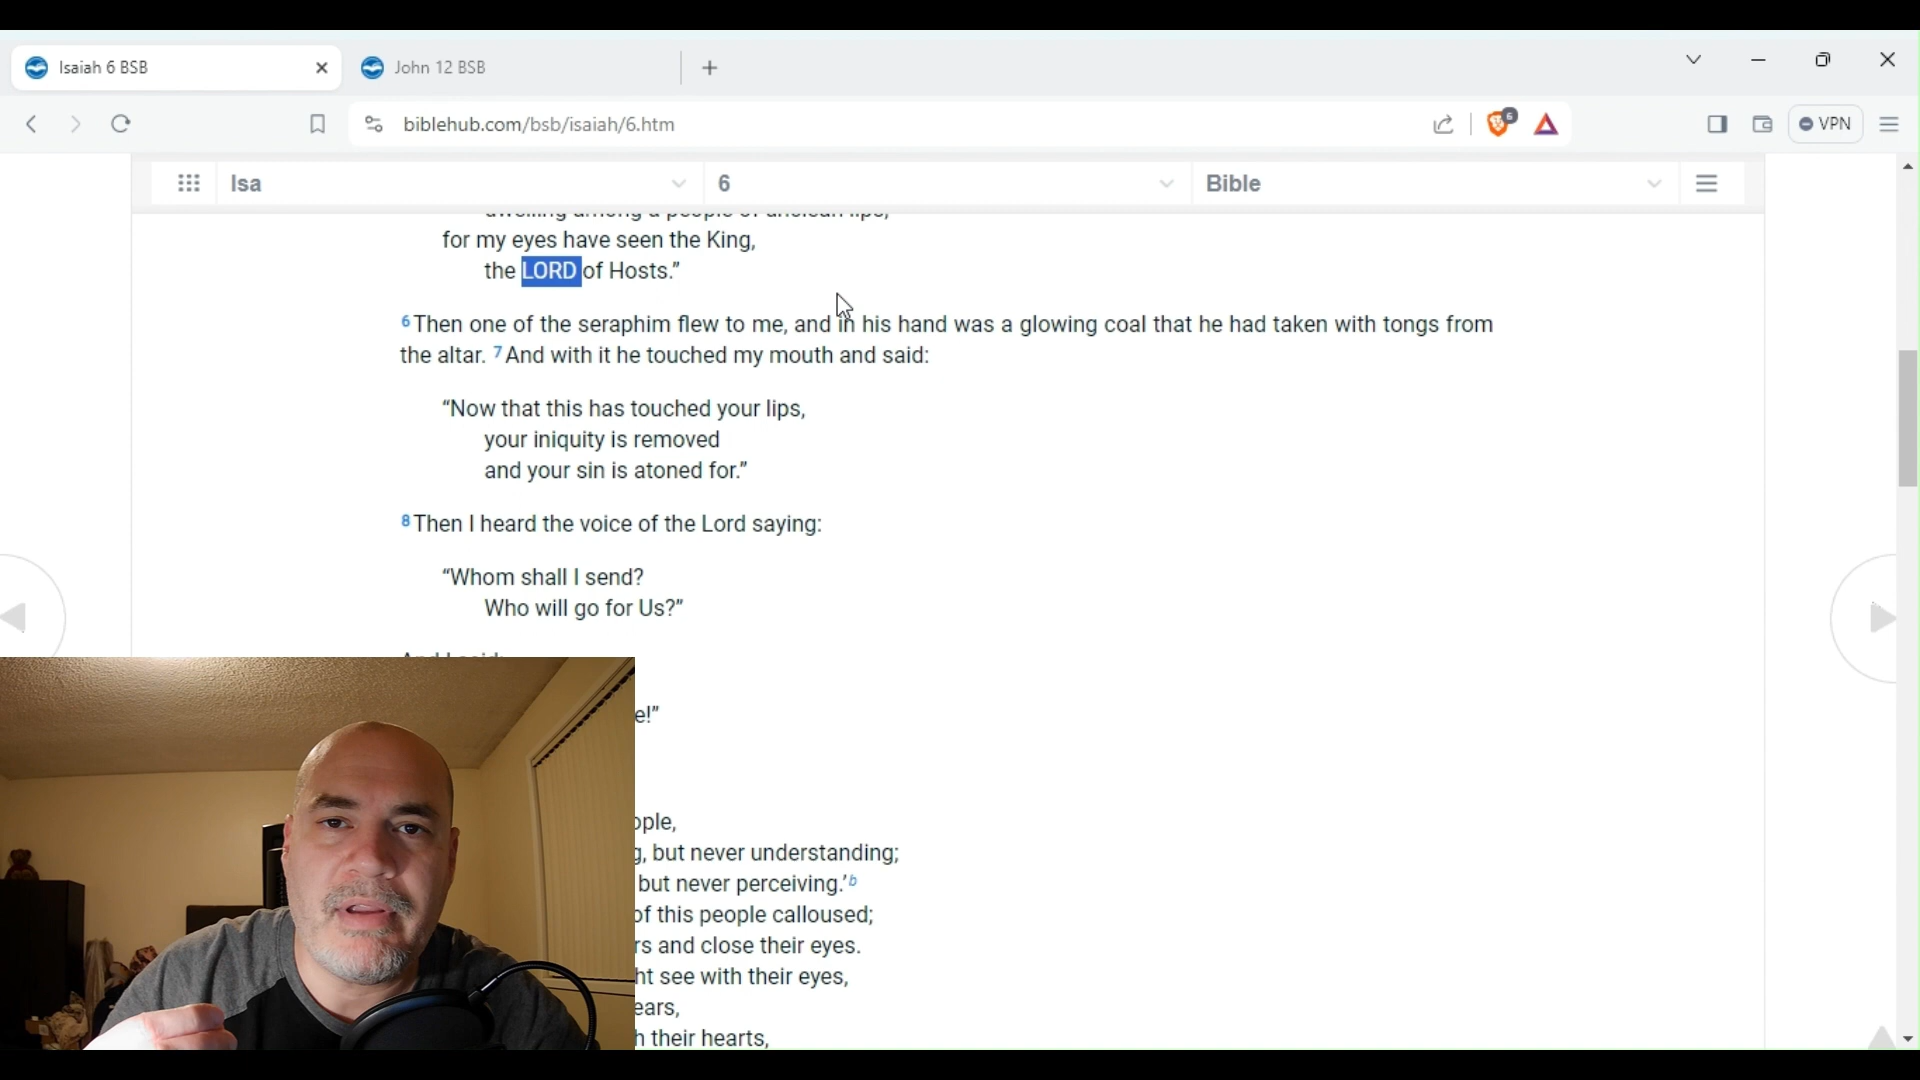 Isaiah 6 BSB
John 12 BSB
biblehub.com/bsb/isaiah/6.htm
6
VPN
Isa
6
Bible
for my eyes have seen the King,
the LORD of Hosts.”
6 Then one of the seraphim flew to me, and in his hand was a glowing coal that he had taken with tongs from
the altar. 7 And with it he touched my mouth and said:
“Now that this has touched your lips,
your iniquity is removed
and your sin is atoned for.”
8 Then I heard the voice of the Lord saying:
“Whom shall I send?
Who will go for Us?”
e!”
ople,
g, but never understanding;
but never perceiving.’ b
of this people calloused;
rs and close their eyes.
ht see with their eyes,
ears,
h their hearts,